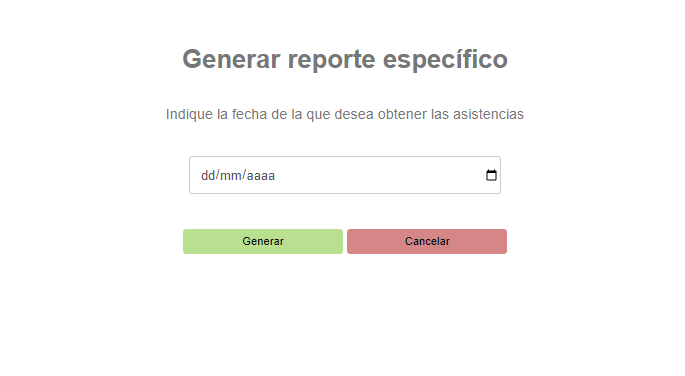 Generar reporte específico
Indique la fecha de la que desea obtener las asistencias
dd/mm/aaaa
Generar Cancelar